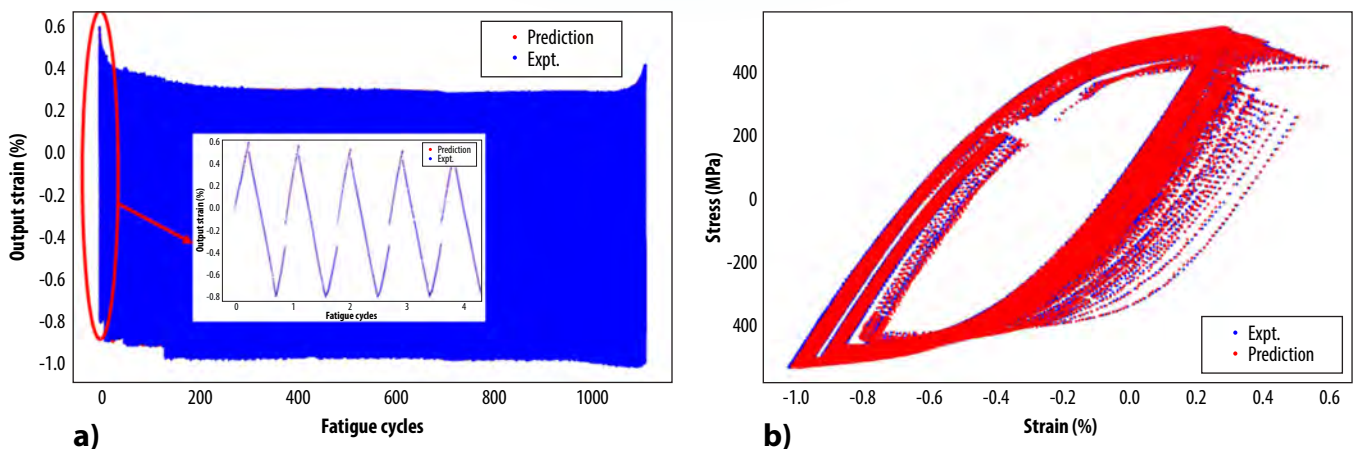 0.6
0.4
0.3
0.0
-0.2
-0.4
-0.6
-0.8
-1.0
Output strain (%)
Prediction
Expt.
0.6
0.4
0.2
0
-0.2
-0.4
-0.6
-0.8
Output strain (%)
Prediction
Expt.
0 1 2 3 4
Fatigue cycles
0 200 400 600 800 1000
Fatigue cycles
a)
400
200
0
-200
400
Stress (MPa)
Expt.
Prediction
-1.0 -0.8 -0.6 -0.4 -0.2 0.0 0.2 0.4 0.6
Strain (%)
b)